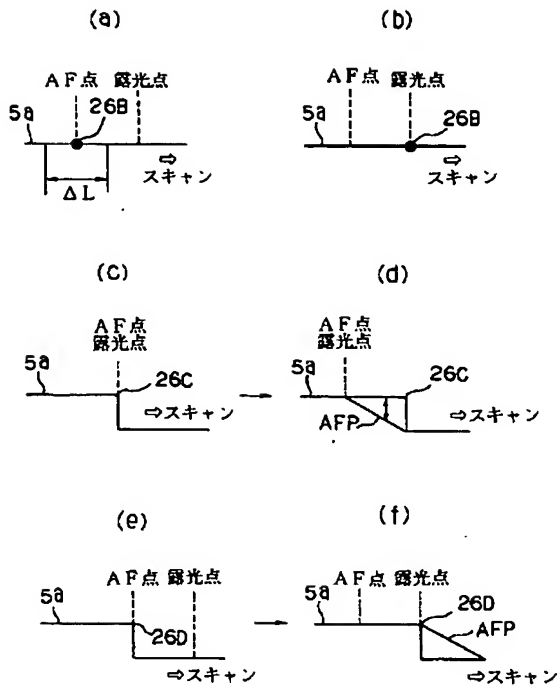 (a)
AF点 露光点
5a
26B
⇨
スキャン
ΔL
(b)
AF点 露光点
5a
26B
⇨
スキャン
(c)
AF点
露光点
5a
26C
⇨スキャン
(d)
AF点
露光点
5a
26C
AFP
⇨スキャン
(e)
AF点 露光点
5a
26D
⇨スキャン
(f)
AF点 露光点
5a
26D
AFP
⇨スキャン